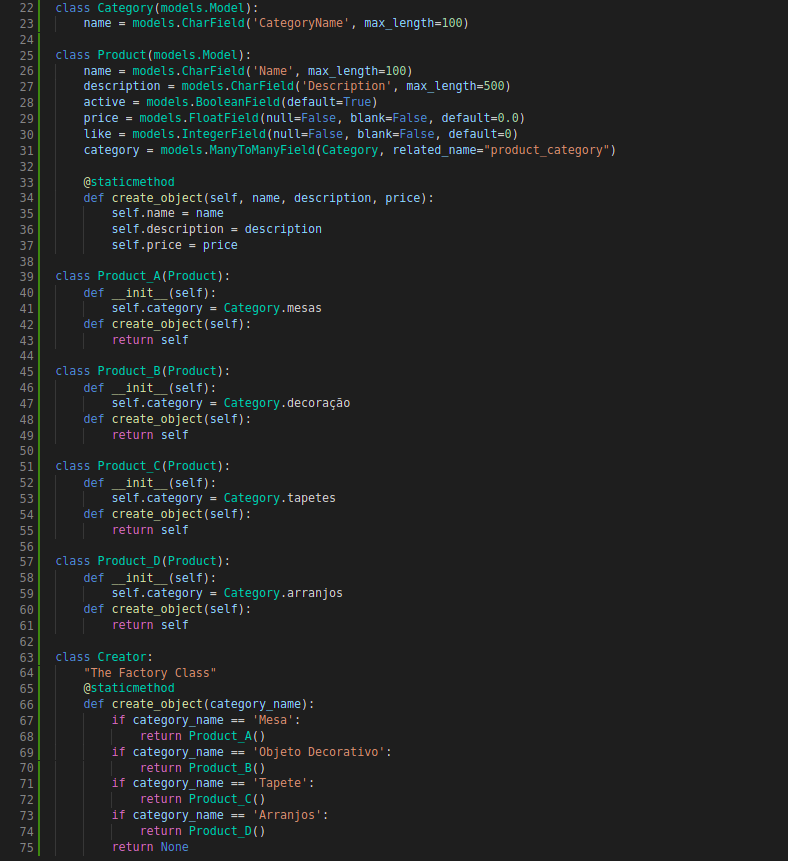 22 class Category(models.Model):
23     name = models.CharField('CategoryName', max_length=100)
24
25 class Product(models.Model):
26     name = models.CharField('Name', max_length=100)
27     description = models.CharField('Description', max_length=500)
28     active = models.BooleanField(default=True)
29     price = models.FloatField(null=False, blank=False, default=0.0)
30     like = models.IntegerField(null=False, blank=False, default=0)
31     category = models.ManyToManyField(Category, related_name="product_category")
32
33     @staticmethod
34     def create_object(self, name, description, price):
35         self.name = name
36         self.description = description
37         self.price = price
38
39 class Product_A(Product):
40     def __init__(self):
41         self.category = Category.mesas
42     def create_object(self):
43         return self
44
45 class Product_B(Product):
46     def __init__(self):
47         self.category = Category.decoração
48     def create_object(self):
49         return self
50
51 class Product_C(Product):
52     def __init__(self):
53         self.category = Category.tapetes
54     def create_object(self):
55         return self
56
57 class Product_D(Product):
58     def __init__(self):
59         self.category = Category.arranjos
60     def create_object(self):
61         return self
62
63 class Creator:
64     "The Factory Class"
65     @staticmethod
66     def create_object(category_name):
67         if category_name == 'Mesa':
68             return Product_A()
69         if category_name == 'Objeto Decorativo':
70             return Product_B()
71         if category_name == 'Tapete':
72             return Product_C()
73         if category_name == 'Arranjos':
74             return Product_D()
75         return None